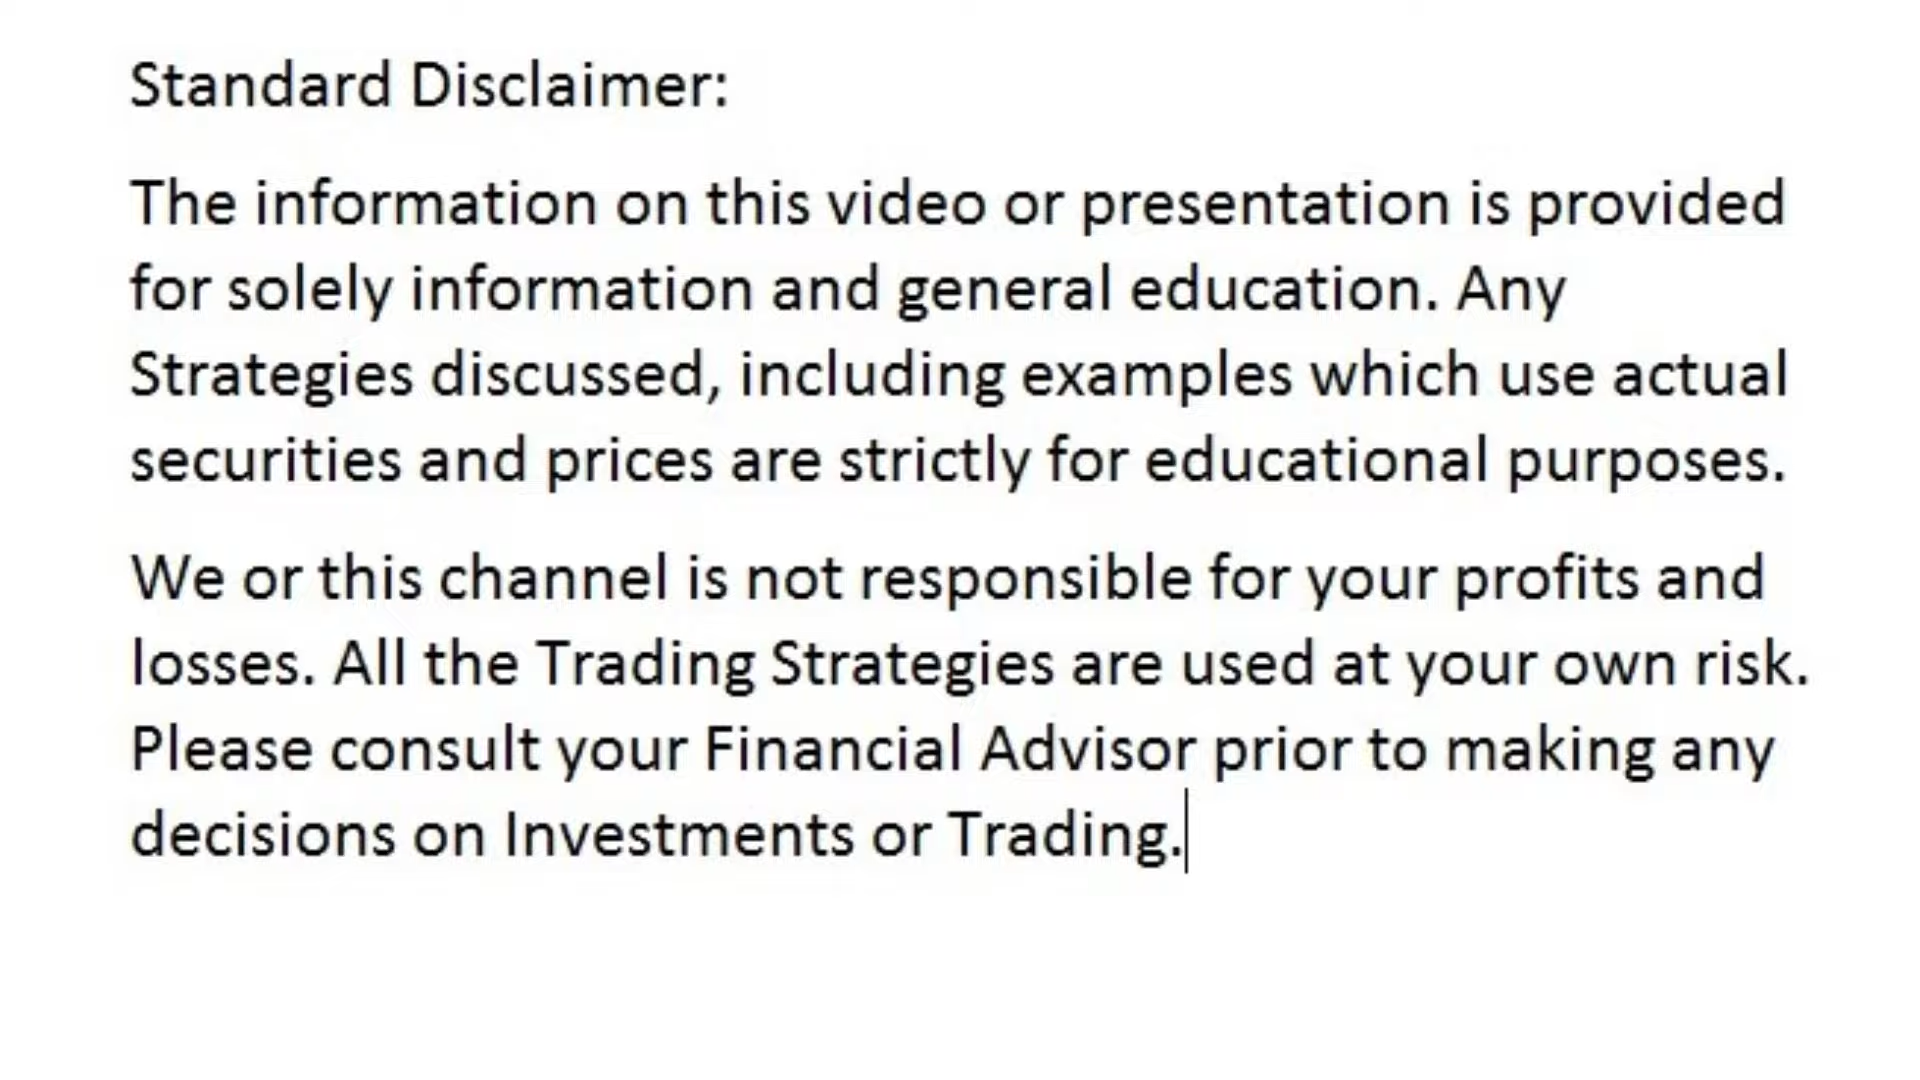 Standard Disclaimer:
The information on this video or presentation is provided
for solely information and general education. Any
Strategies discussed, including examples which use actual
securities and prices are strictly for educational purposes.
We or this channel is not responsible for your profits and
losses. All the Trading Strategies are used at your own risk.
Please consult your Financial Advisor prior to making any
decisions on Investments or Trading.